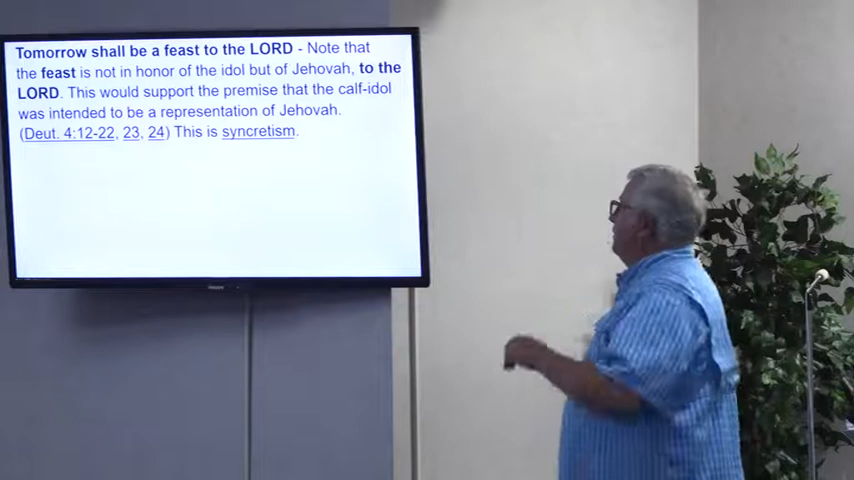 Tomorrow shall be a feast to the LORD - Note that
the feast is not in honor of the idol but of Jehovah, to the
LORD. This would support the premise that the calf-idol
was intended to be a representation of Jehovah.
(Deut. 4:12-22, 23, 24) This is syncretism.